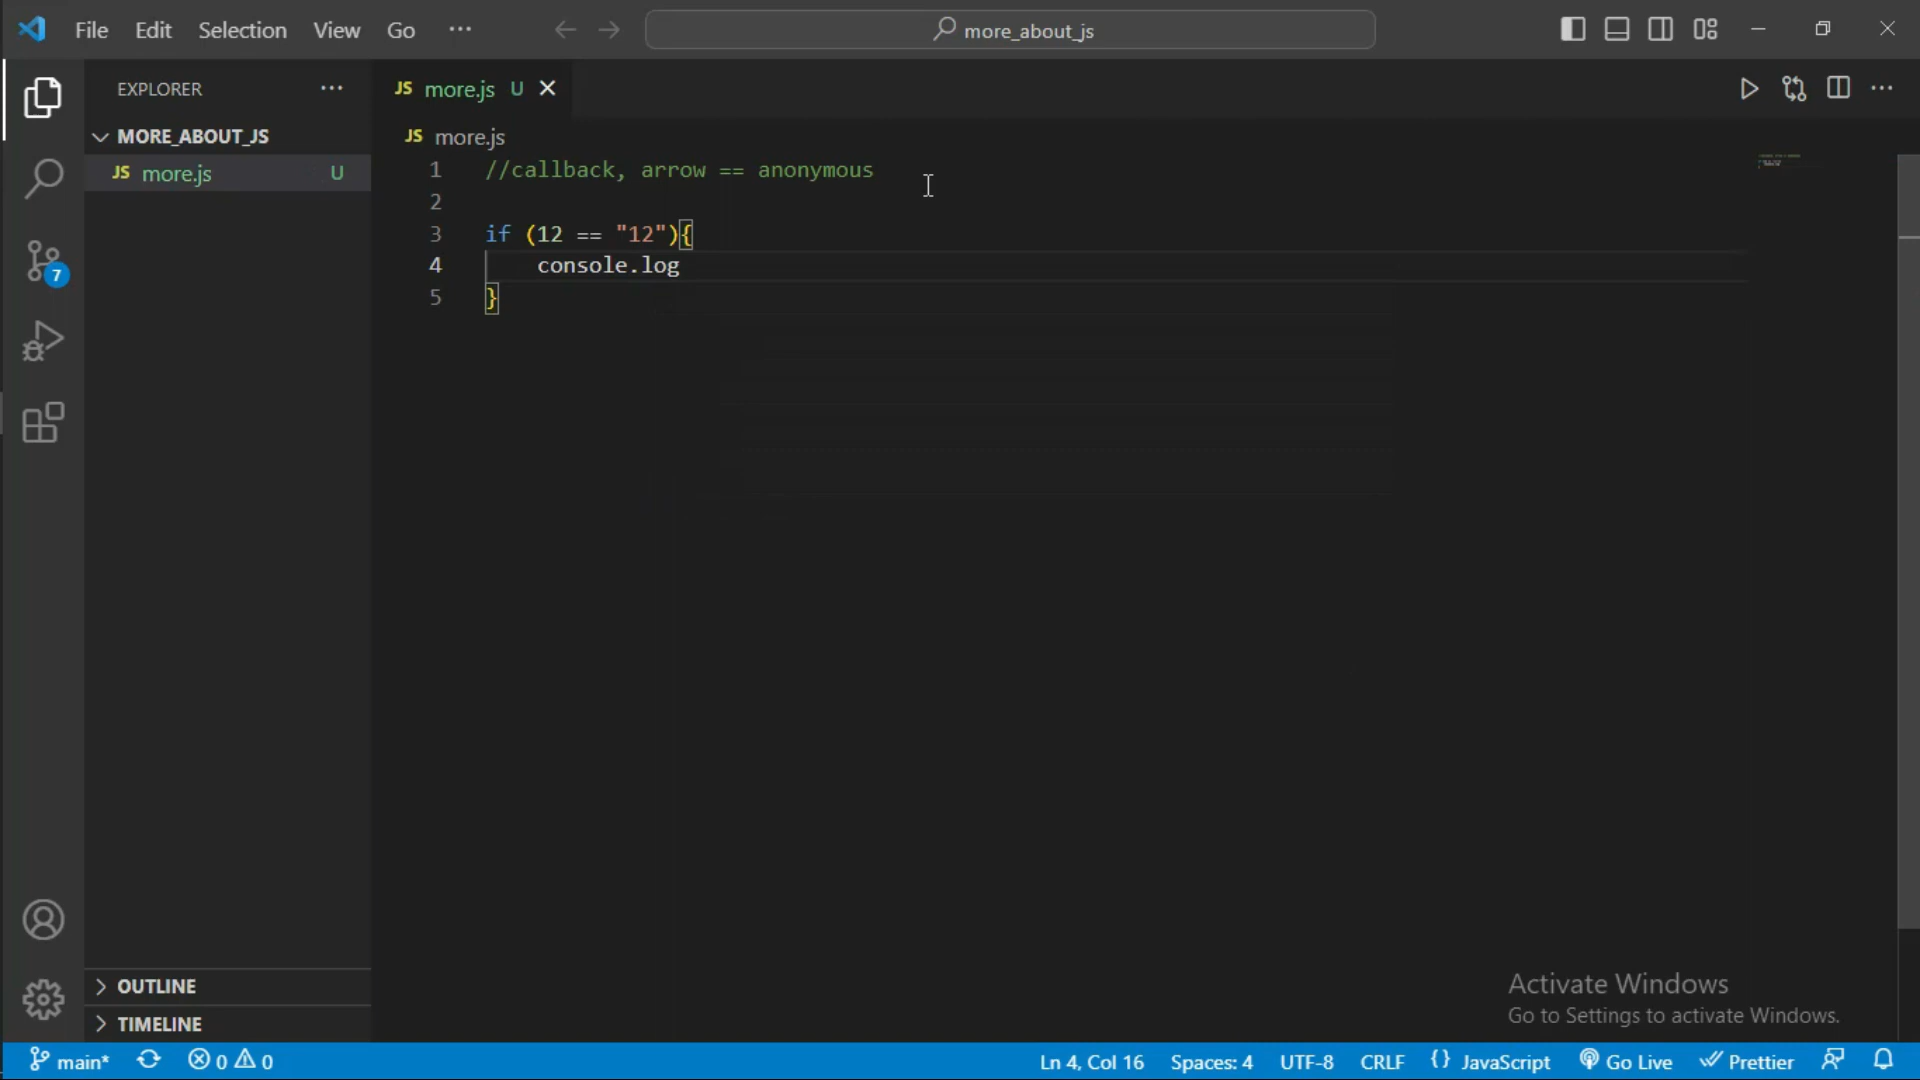 File Edit Selection View Go ··· more_about_js
EXPLORER ···
JS more.js U
MORE_ABOUT_JS
JS more.js
JS more.js U
1 //callback, arrow == anonymous
2
3 if (12 == "12"){
4 console.log
5 }
7
OUTLINE
TIMELINE
Activate Windows
Go to Settings to activate Windows.
main* 0 0 Ln 4, Col 16 Spaces: 4 UTF-8 CRLF {} JavaScript Go Live Prettier